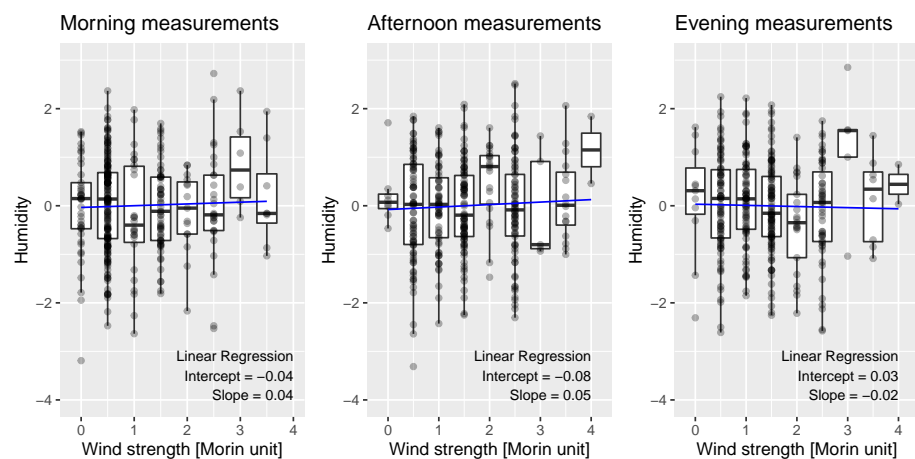 Morning measurements
Humidity
2
0
−2
−4
Linear Regression
Intercept = −0.04
Slope = 0.04
0 1 2 3 4
Wind strength [Morin unit]
Afternoon measurements
Humidity
2
0
−2
−4
Linear Regression
Intercept = −0.08
Slope = 0.05
0 1 2 3 4
Wind strength [Morin unit]
Evening measurements
Humidity
2
0
−2
−4
Linear Regression
Intercept = 0.03
Slope = −0.02
0 1 2 3 4
Wind strength [Morin unit]